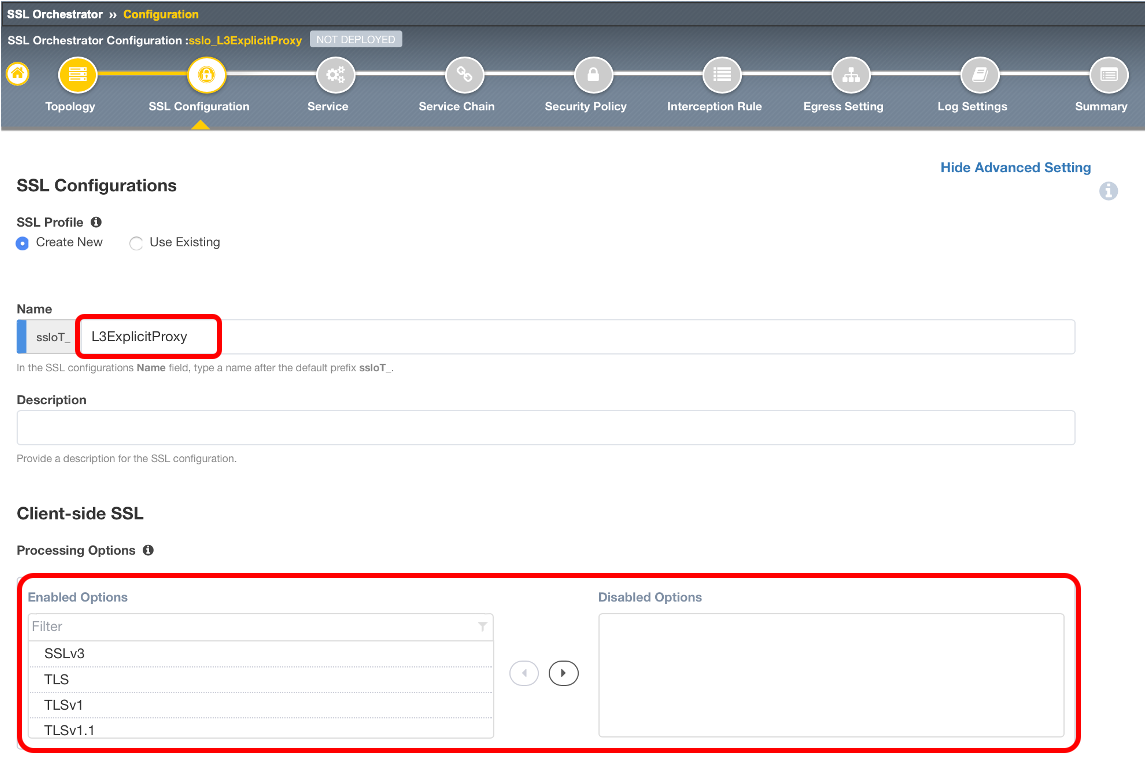 SSL Orchestrator » Configuration
SSL Orchestrator Configuration :sslo_L3ExplicitProxy NOT DEPLOYED
Topology SSL Configuration Service Service Chain Security Policy Interception Rule Egress Setting Log Settings Summary
Hide Advanced Setting
SSL Configurations
SSL Profile
Create New Use Existing
Name
ssloT_ L3ExplicitProxy
In the SSL configurations Name field, type a name after the default prefix ssloT_.
Description
Provide a description for the SSL configuration.
Client-side SSL
Processing Options
Enabled Options Disabled Options
Filter
SSLv3
TLS
TLSv1
TLSv1.1